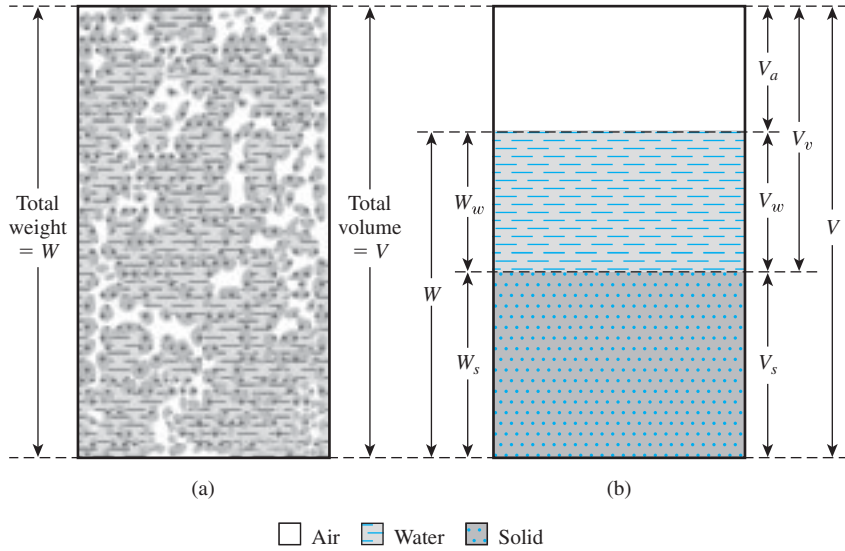 Total
weight
= W
Total
volume
= V
W
W_w
W_s
V_a
V_w
V_s
V_v
V
(a)
(b)
Air Water Solid